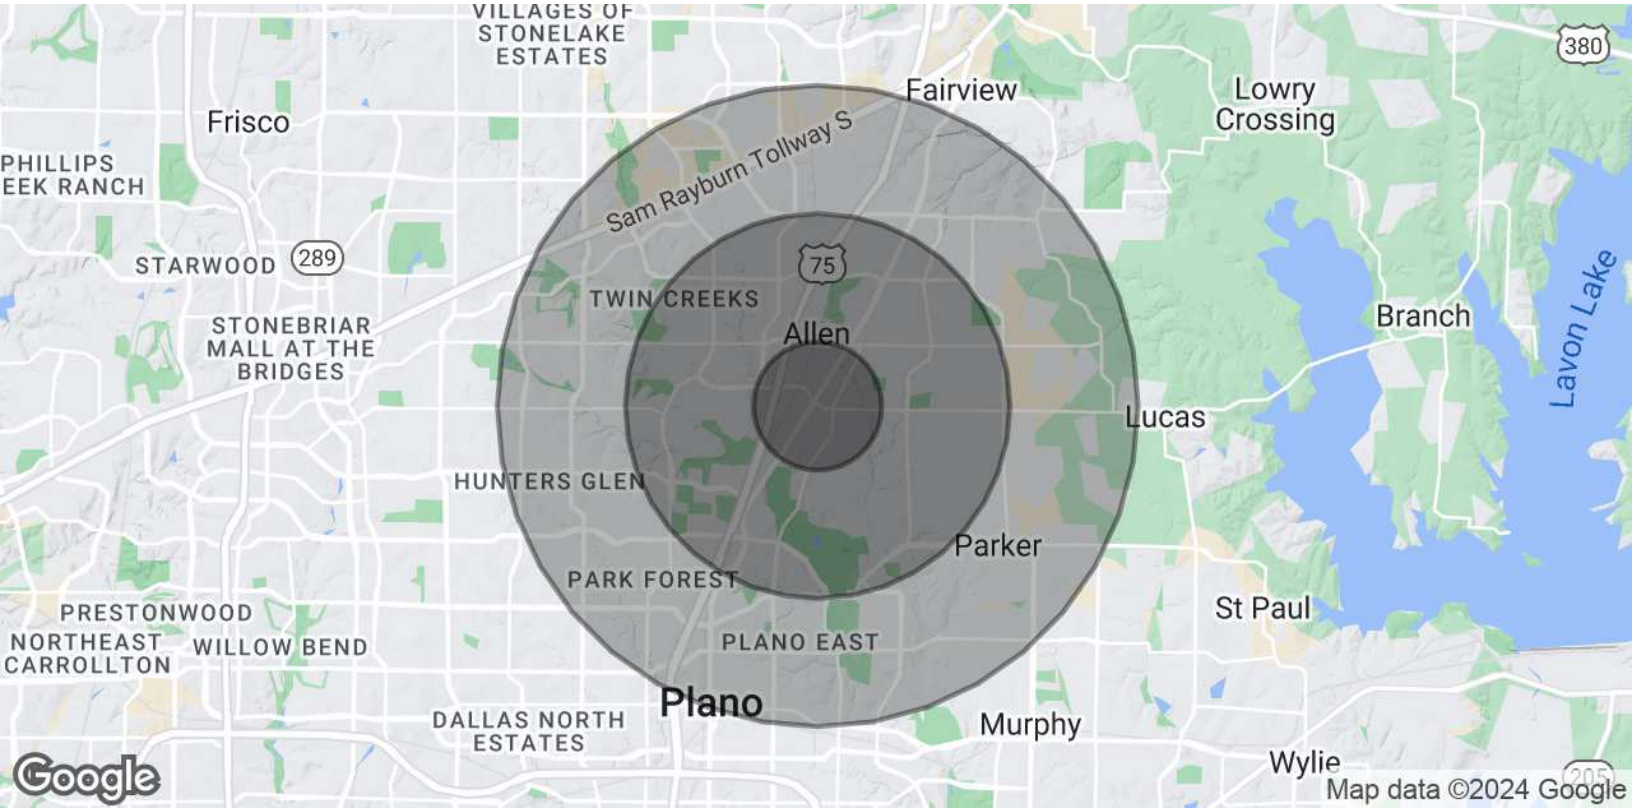 VILLAGES OF
STONELAKE
ESTATES
380
Fairview
Lowry
Crossing
Frisco
Sam Rayburn Tollway S
PHILLIPS
EEK RANCH
STARWOOD
289
75
TWIN CREEKS
Allen
STONEBRIAR
MALL AT THE
BRIDGES
Branch
Lavon Lake
Lucas
HUNTERS GLEN
Parker
PARK FOREST
PRESTONWOOD
St Paul
NORTHEAST
CARROLLTON
WILLOW BEND
PLANO EAST
Plano
DALLAS NORTH
ESTATES
Murphy
Wylie
205
Google
Map data ©2024 Google